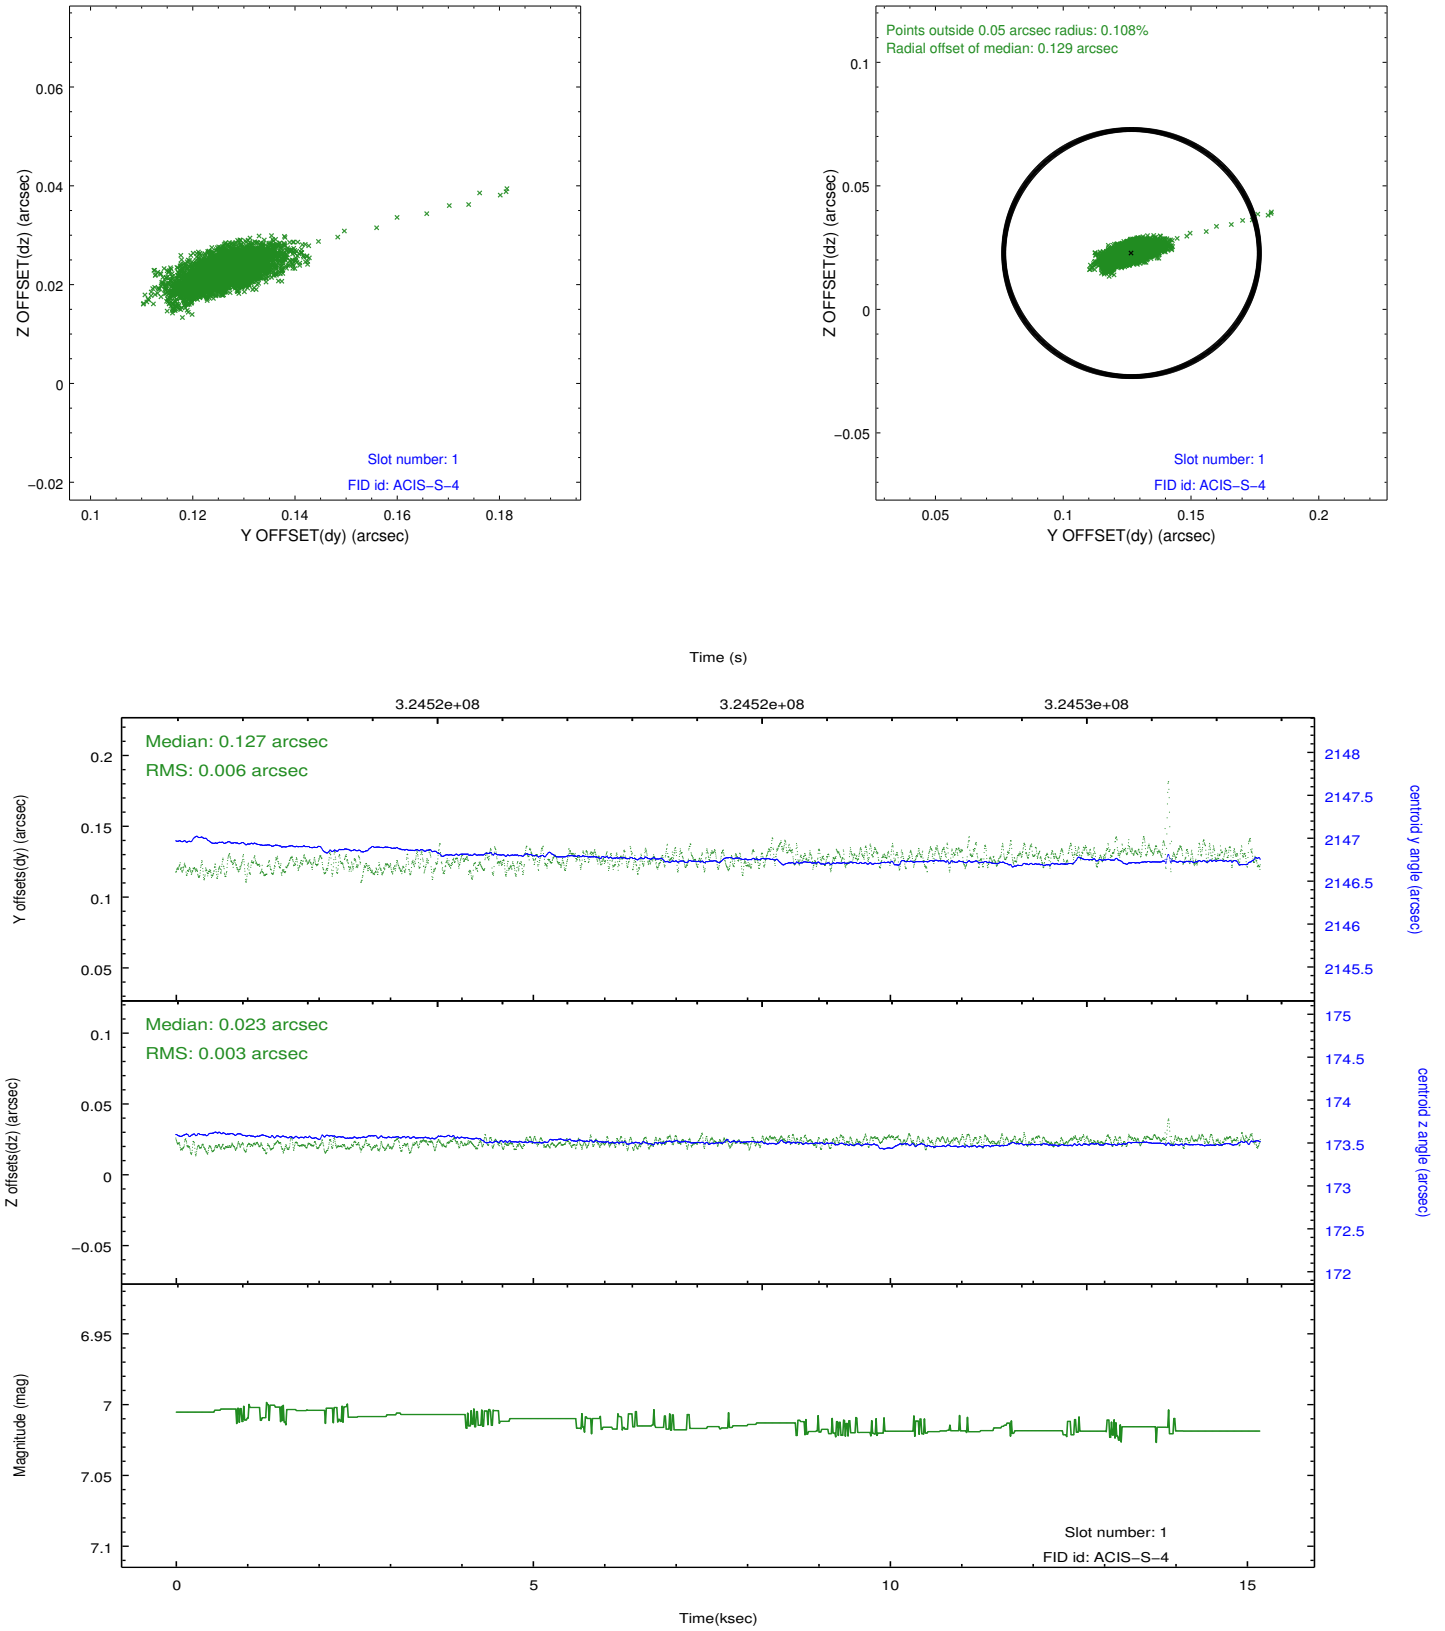 0.06
0.04
0.02
0
−0.02
Z OFFSET(dz) (arcsec)
Slot number: 1
FID id: ACIS−S−4
0.1 0.12 0.14 0.16 0.18
Y OFFSET(dy) (arcsec)
Points outside 0.05 arcsec radius: 0.108%
Radial offset of median: 0.129 arcsec
0.1
0.05
0
−0.05
Z OFFSET(dz) (arcsec)
Slot number: 1
FID id: ACIS−S−4
0.05 0.1 0.15 0.2
Y OFFSET(dy) (arcsec)
Time (s)
3.2452e+08 3.2452e+08 3.2453e+08
Median: 0.127 arcsec
RMS: 0.006 arcsec
0.2
0.15
0.1
0.05
Y offsets(dy) (arcsec)
2148
2147.5
2147
2146.5
2146
2145.5
centroid y angle (arcsec)
Median: 0.023 arcsec
RMS: 0.003 arcsec
0.1
0.05
0
−0.05
Z offsets(dz) (arcsec)
175
174.5
174
173.5
173
172.5
172
centroid z angle (arcsec)
6.95
7
7.05
7.1
Magnitude (mag)
Slot number: 1
FID id: ACIS−S−4
0 5 10 15
Time(ksec)